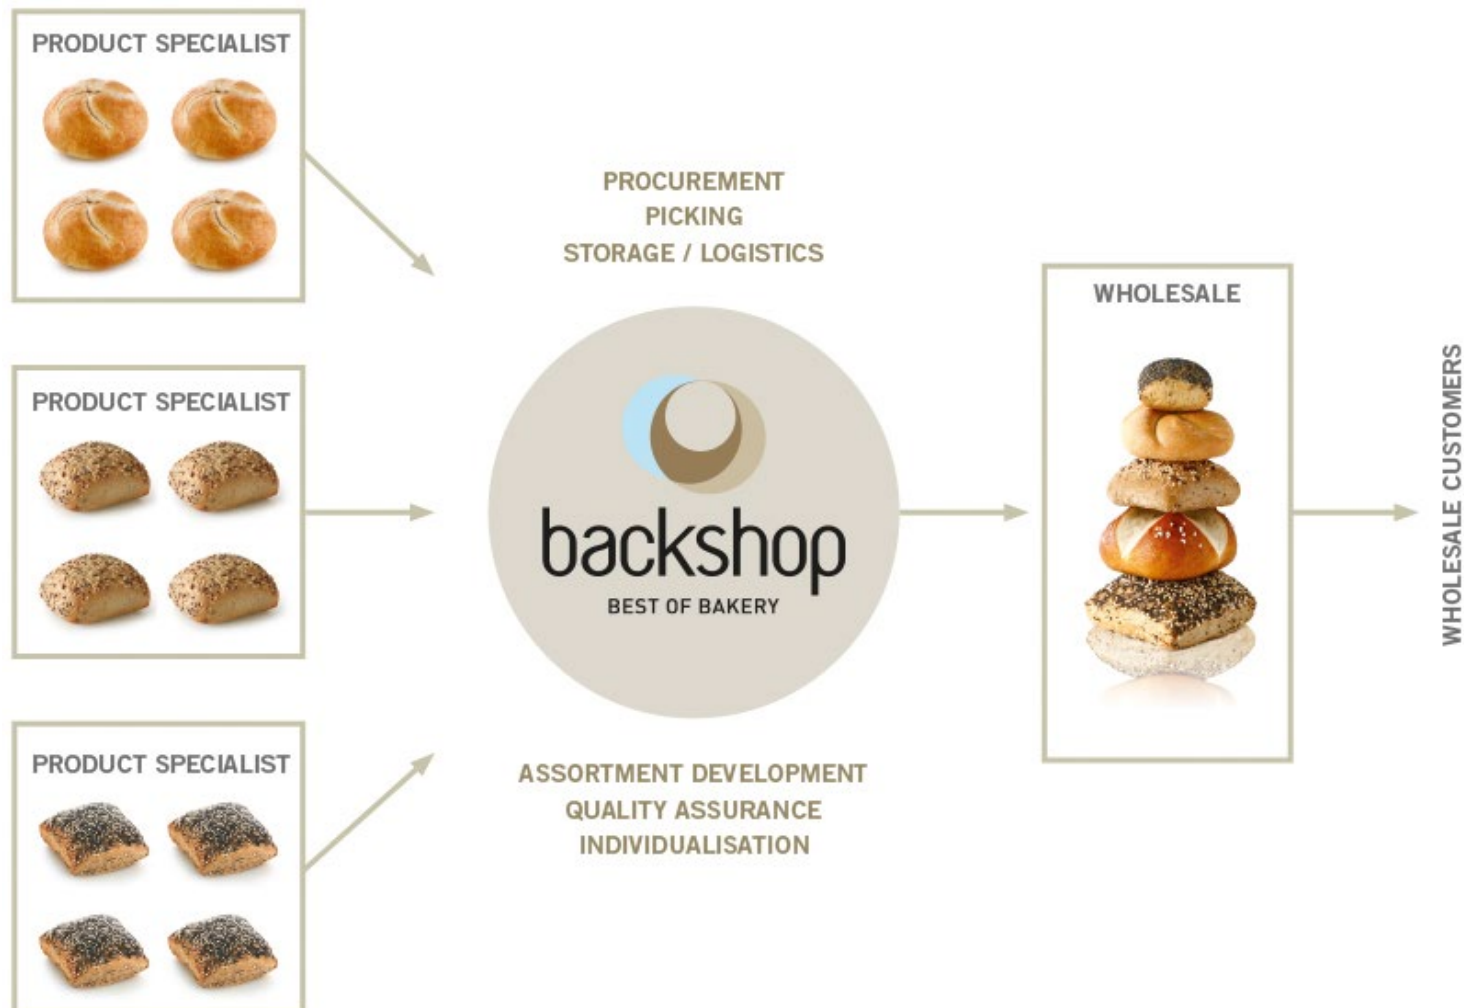 PRODUCT SPECIALIST
PROCUREMENT
PICKING
STORAGE / LOGISTICS
WHOLESALE
WHOLESALE CUSTOMERS
PRODUCT SPECIALIST
backshop
BEST OF BAKERY
PRODUCT SPECIALIST
ASSORTMENT DEVELOPMENT
QUALITY ASSURANCE
INDIVIDUALISATION